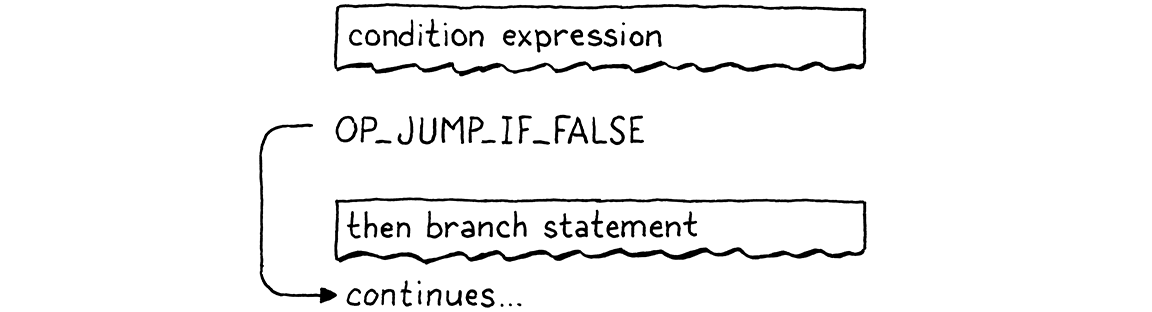 condition expression
OP_JUMP_IF_FALSE
then branch statement
continues...